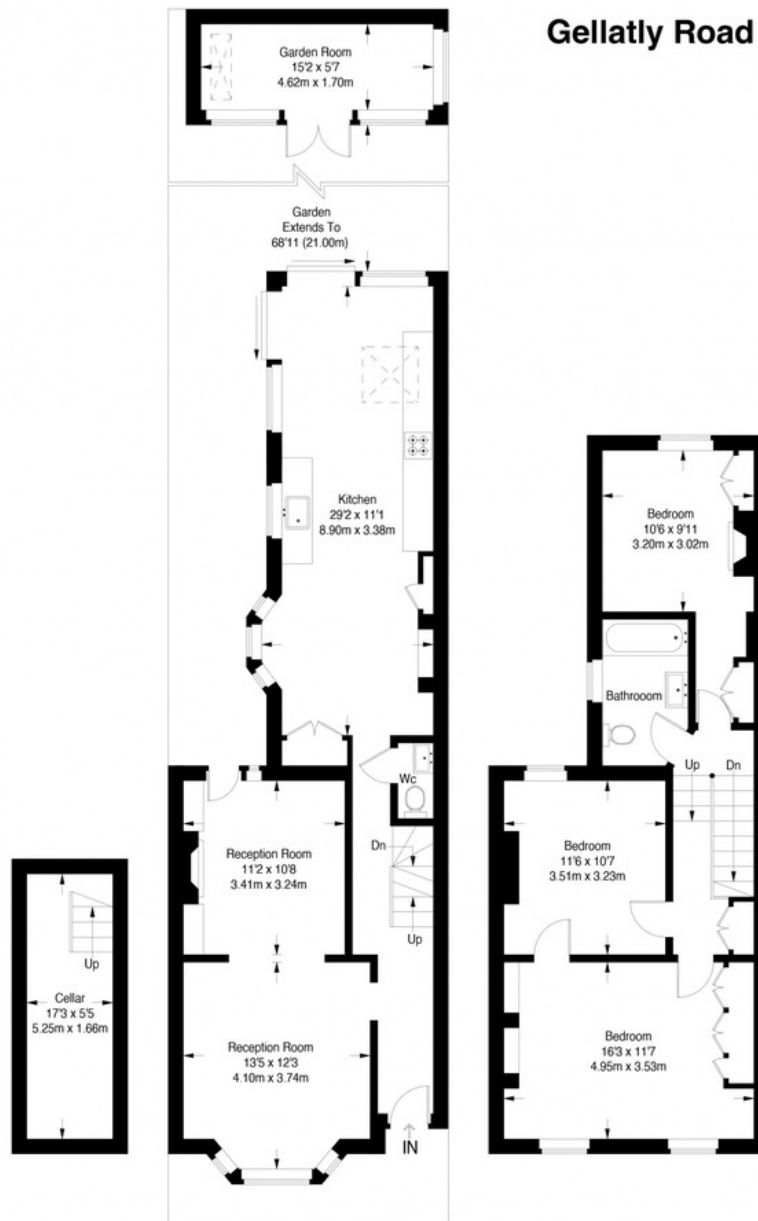 Gellatly Road
Garden Room
15'2 x 5'7
4.62m x 1.70m
Garden
Extends To
68'11 (21.00m)
Kitchen
29'2 x 11'1
8.90m x 3.38m
Wc
Reception Room
11'2 x 10'8
3.41m x 3.24m
Dn
Up
Reception Room
13'5 x 12'3
4.10m x 3.74m
IN
Up
Cellar
17'3 x 5'5
5.25m x 1.66m
Bedroom
10'6 x 9'11
3.20m x 3.02m
Bathrooom
Up
Dn
Bedroom
11'6 x 10'7
3.51m x 3.23m
Bedroom
16'3 x 11'7
4.95m x 3.53m